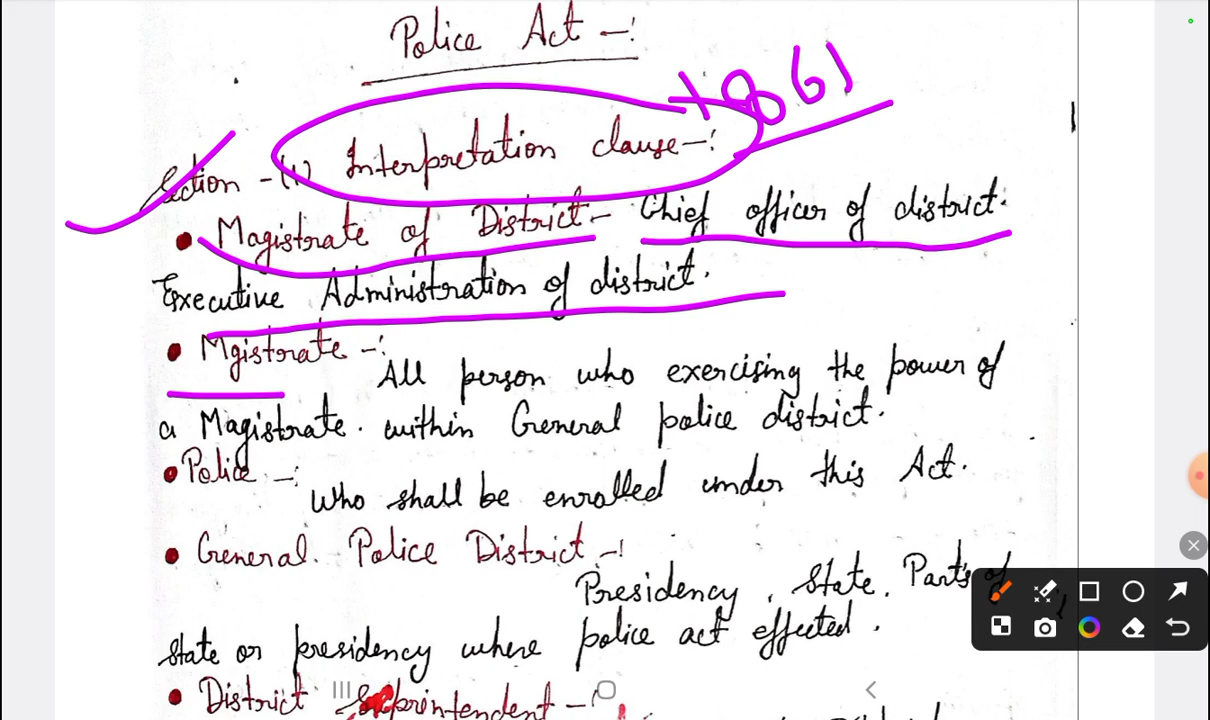 Police Act -:
1861
Section - (1) Interpretation clause -:
• Magistrate of District - Chief officer of district.
Executive Administration of district.
• Mgistrate -:
All person who exercising the power of
a Magistrate. within General police district.
• Police -:
Who shall be enrolled under this Act.
• General. Police District -:
Presidency, State. Parts of
state or presidency where police act effected.
• District Suprintendent -: